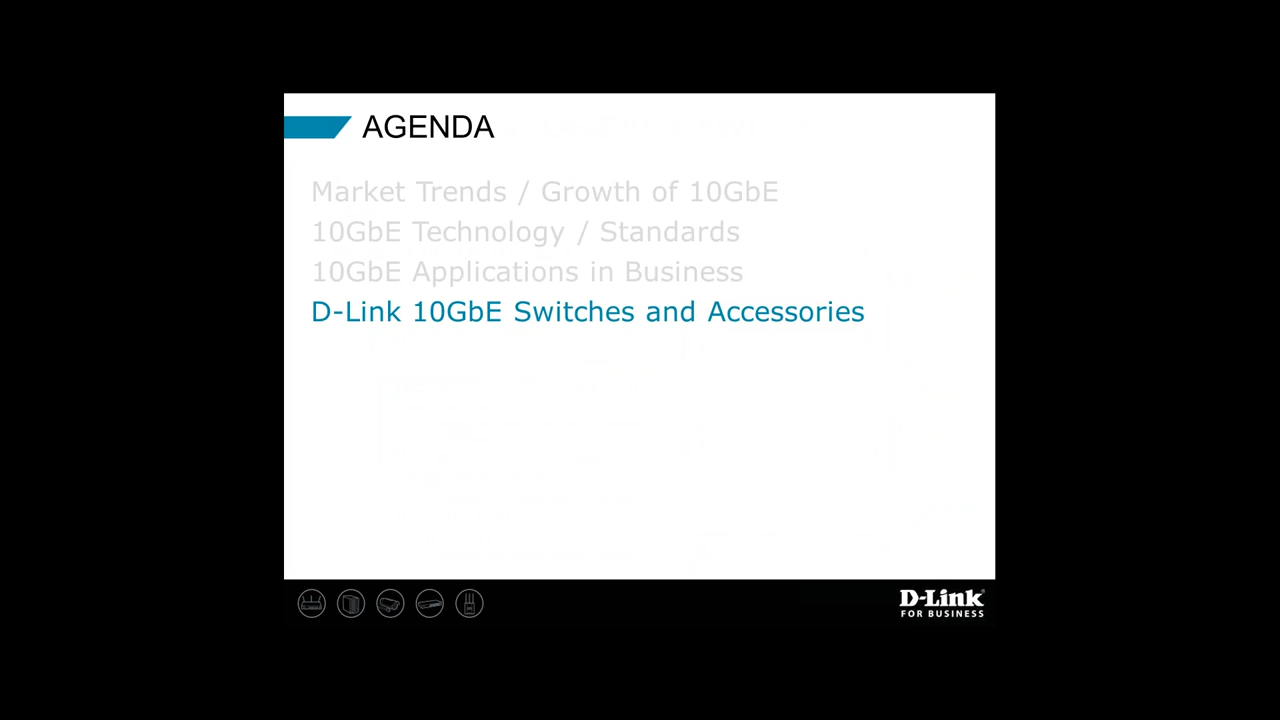 AGENDA
Market Trends / Growth of 10GbE
10GbE Technology / Standards
10GbE Applications in Business
D-Link 10GbE Switches and Accessories
D-Link
FOR BUSINESS